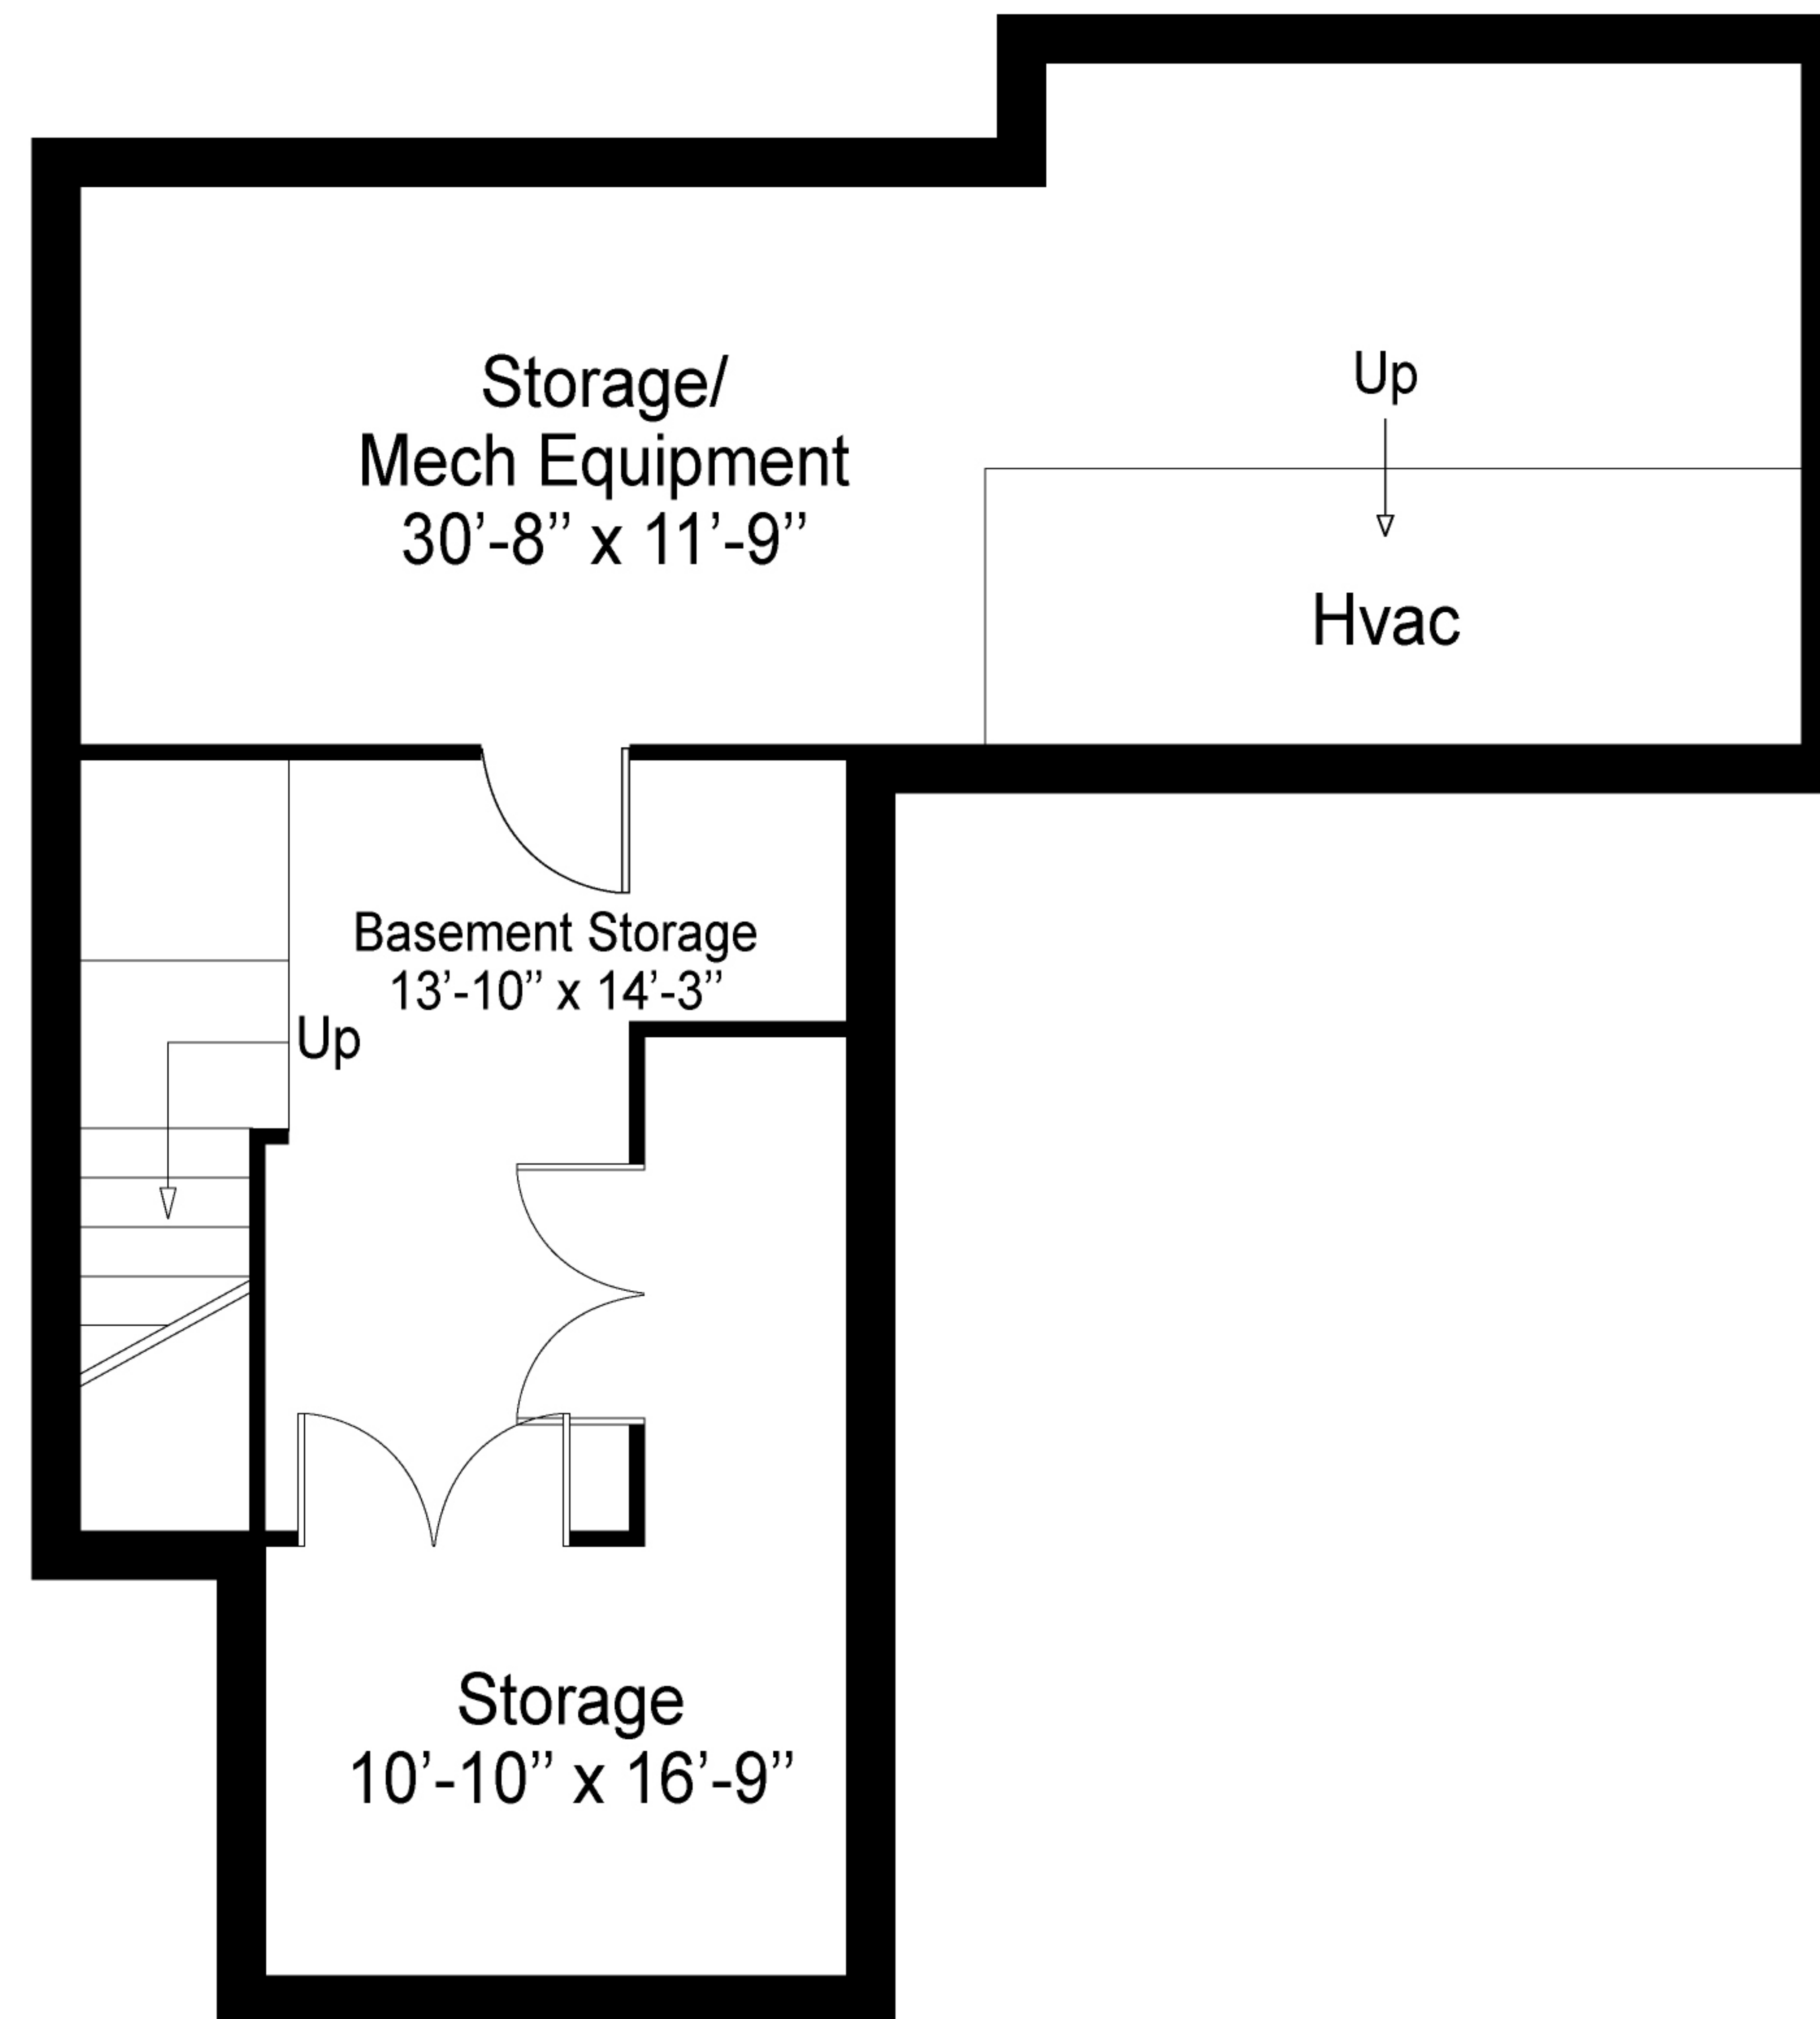 Storage/
Mech Equipment
30’-8” x 11’-9”
Up
Hvac
Basement Storage
13’-10” x 14’-3”
Up
Storage
10’-10” x 16’-9”